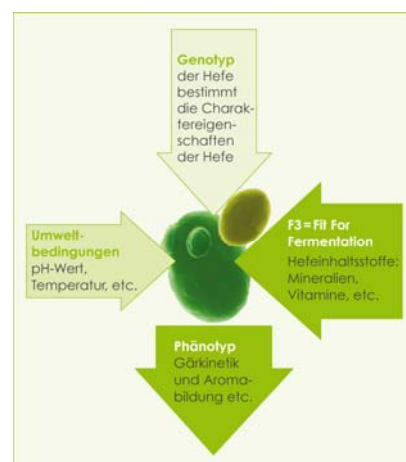 Genotyp
der Hefe
bestimmt
die Charak-
tereigen-
schaften
der Hefe
Umwelt-
bedingungen
pH-Wert,
Temperatur, etc.
F3=Fit For
Fermentation
Hefeinhaltsstoffe:
Mineralien,
Vitamine, etc.
Phänotyp
Gärkinetik
und Aroma-
bildung etc.